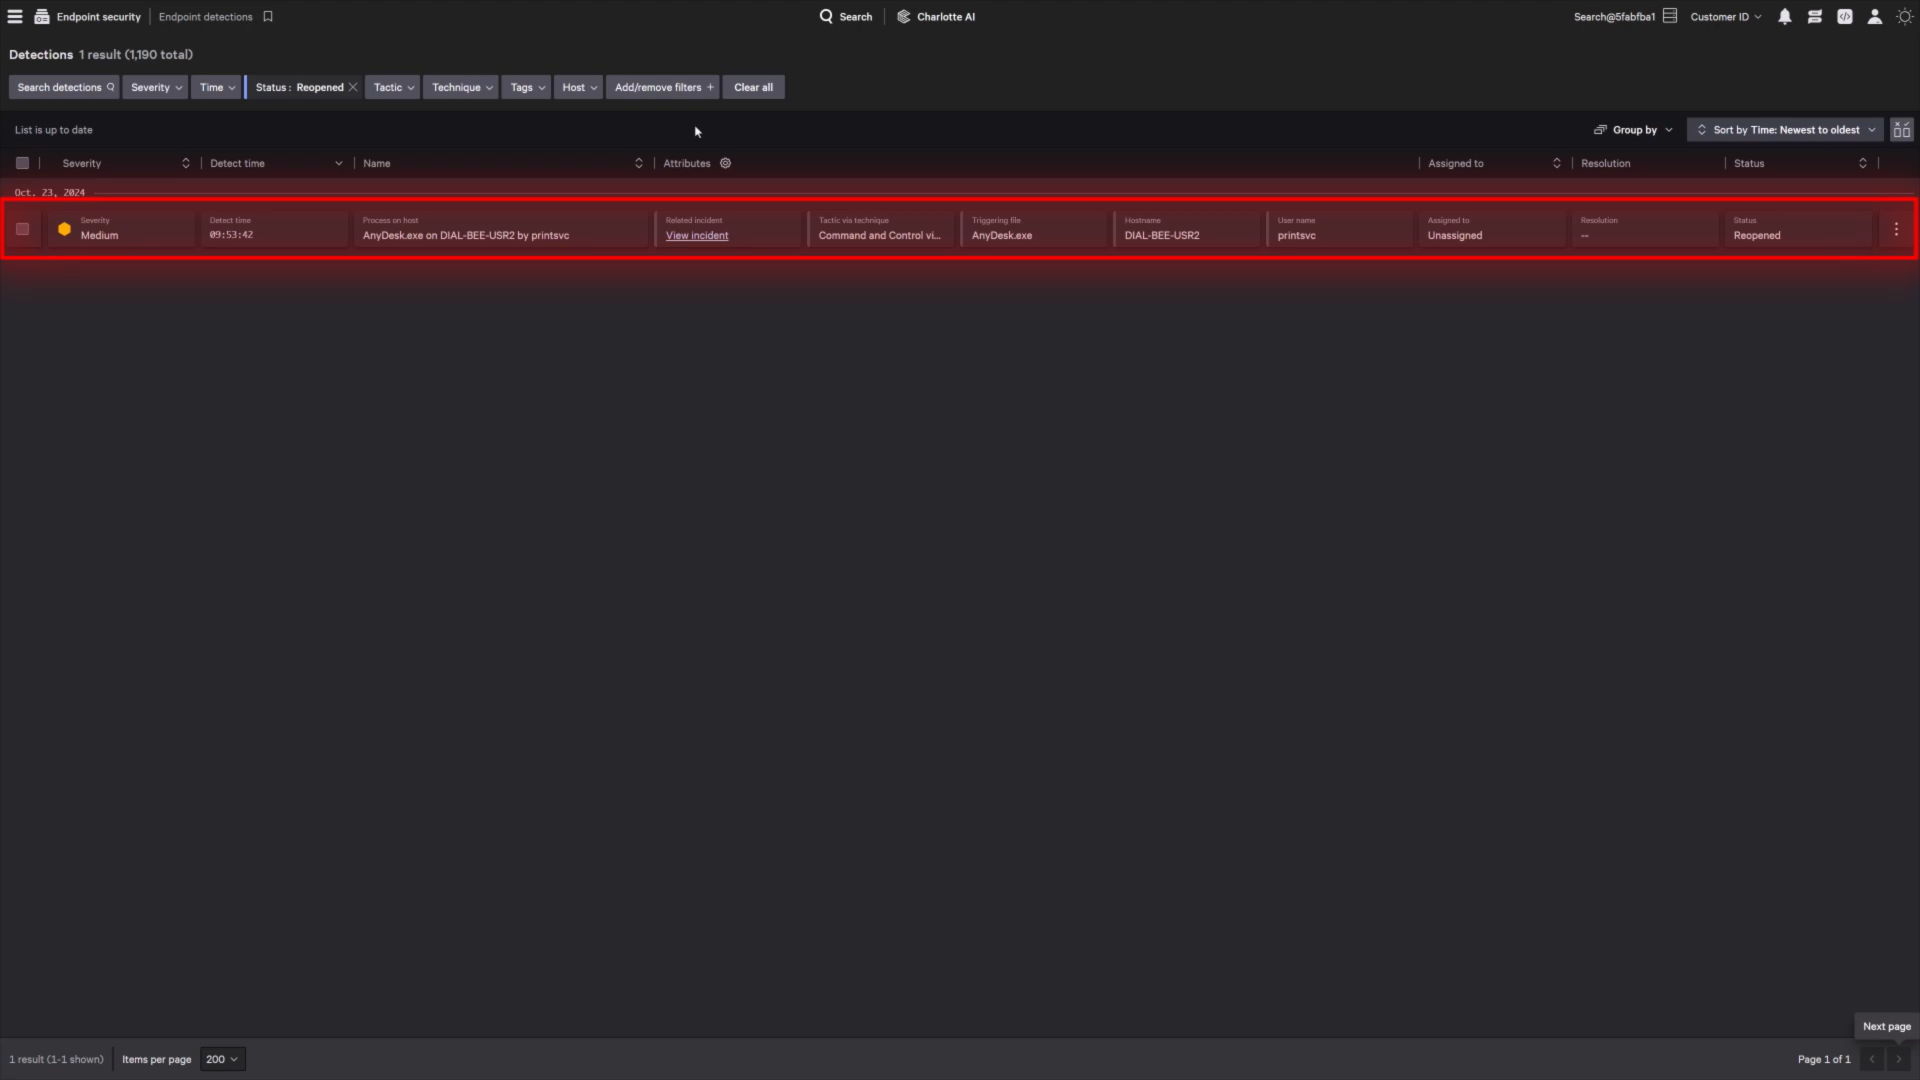 Endpoint security Endpoint detections Search Charlotte AI Search@5fabfba1 Customer ID
Detections 1 result (1,190 total)
Search detections Severity Time Status : Reopened Tactic Technique Tags Host Add/remove filters + Clear all
List is up to date Group by Sort by Time: Newest to oldest
Severity Detect time Name Attributes Assigned to Resolution Status
Oct. 23, 2024
Severity Detect time Process on host Related incident Tactic via technique Triggering file Hostname User name Assigned to Resolution Status
Medium 09:53:42 AnyDesk.exe on DIAL-BEE-USR2 by printsvc View incident Command and Control vi... AnyDesk.exe DIAL-BEE-USR2 printsvc Unassigned -- Reopened
Next page
1 result (1-1 shown) Items per page 200 Page 1 of 1